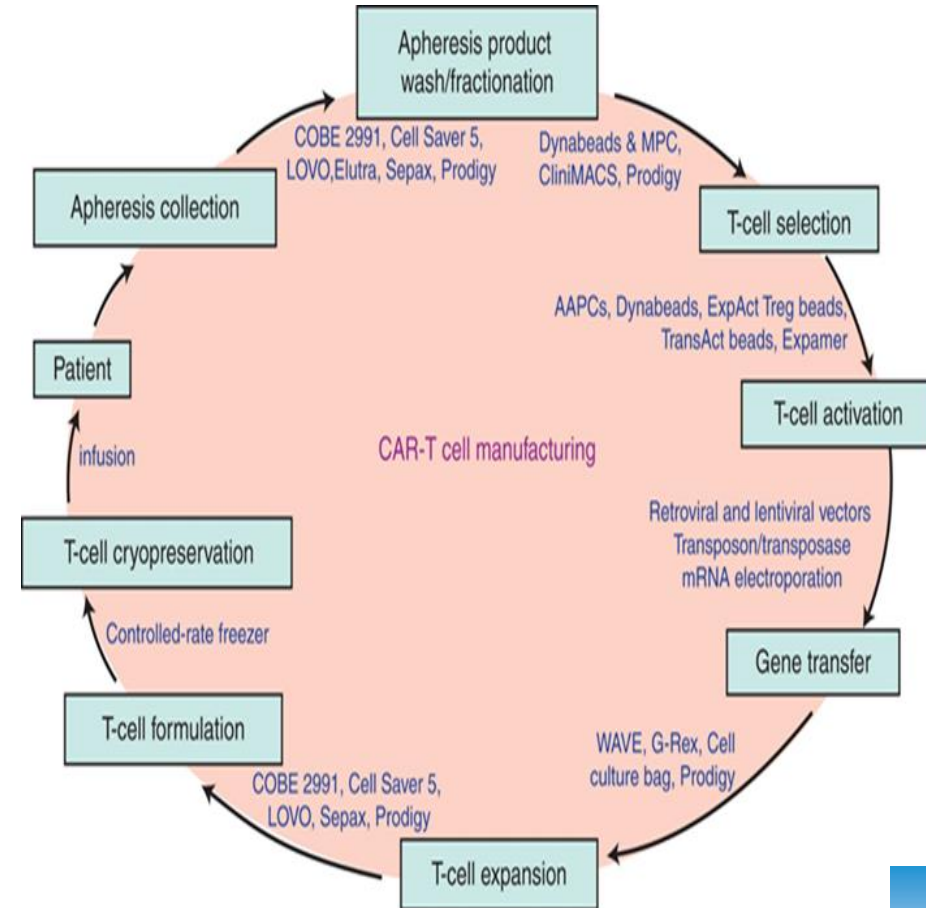 Apheresis product
wash/fractionation
COBE 2991, Cell Saver 5,
LOVO,Elutra, Sepax, Prodigy
Dynabeads & MPC,
CliniMACS, Prodigy
Apheresis collection
T-cell selection
AAPCs, Dynabeads, ExpAct Treg beads,
TransAct beads, Expamer
Patient
T-cell activation
CAR-T cell manufacturing
infusion
Retroviral and lentiviral vectors
Transposon/transposase
mRNA electroporation
T-cell cryopreservation
Controlled-rate freezer
Gene transfer
T-cell formulation
WAVE, G-Rex, Cell
culture bag, Prodigy
COBE 2991, Cell Saver 5,
LOVO, Sepax, Prodigy
T-cell expansion